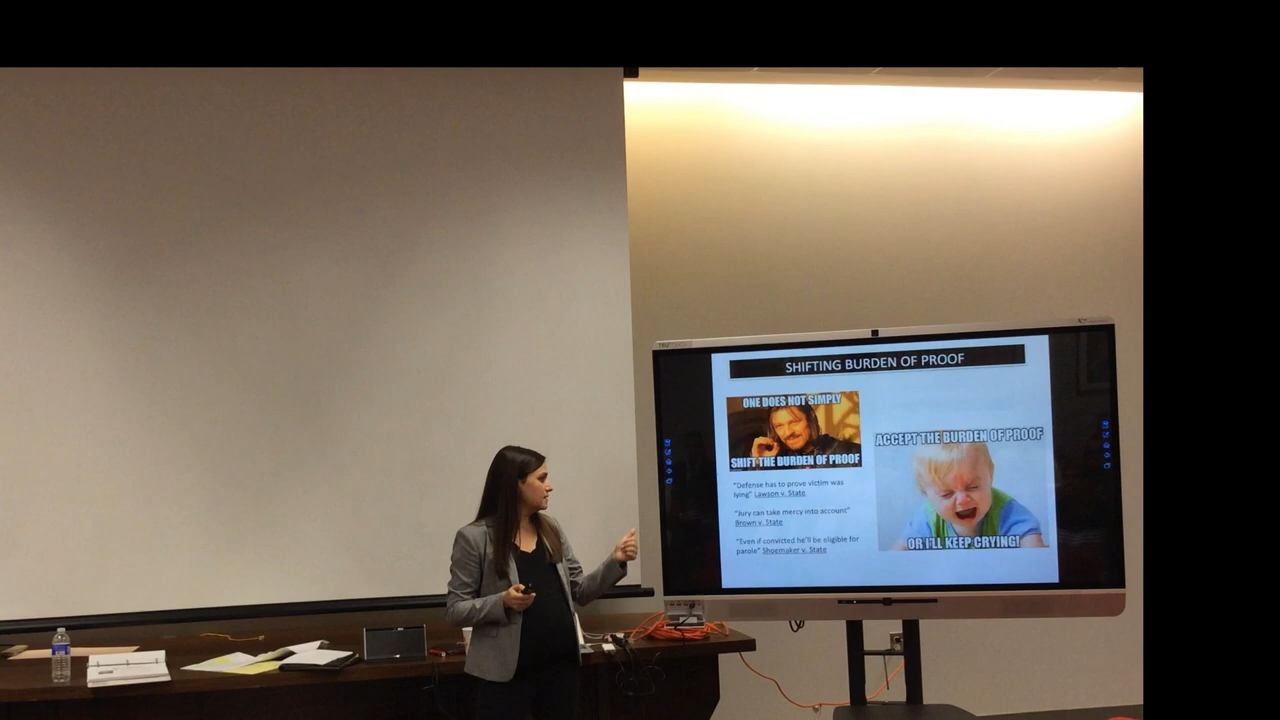 SHIFTING BURDEN OF PROOF
ONE DOES NOT SIMPLY
SHIFT THE BURDEN OF PROOF
"Defense has to prove victim was
lying" Lawson v. State
"Jury can take mercy into account"
Brown v. State
"Even if convicted he'll be eligible for
parole" Shoemaker v. State
ACCEPT THE BURDEN OF PROOF
OR I'LL KEEP CRYING!